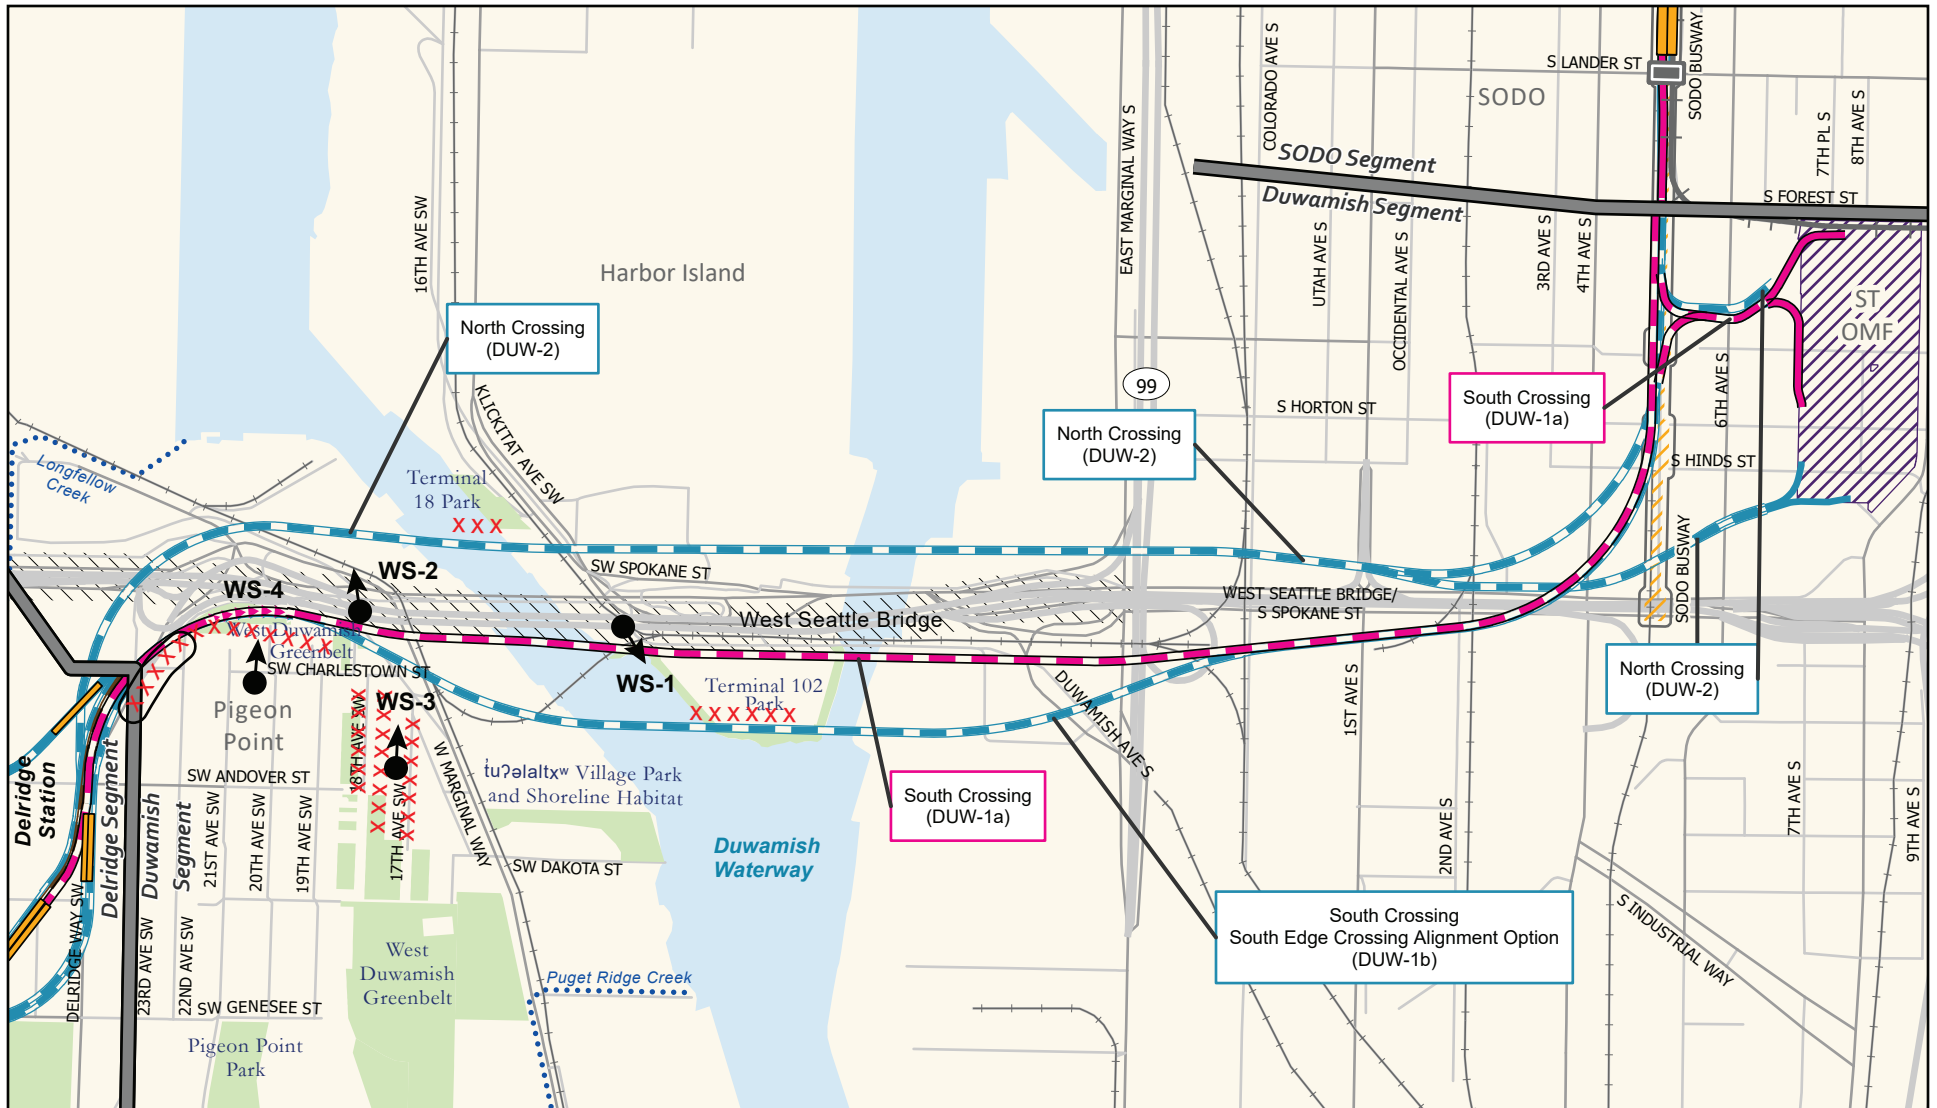 S LANDER ST
SODO BUSWAY
SODO
COLORADO AVE S
EAST MARGINAL WAY S
7TH PL S
8TH AVE S
SODO Segment
Duwamish Segment
S FOREST ST
16TH AVE SW
Harbor Island
UTAH AVE S
OCCIDENTAL AVE S
3RD AVE S
4TH AVE S
ST
OMF
North Crossing
(DUW-2)
99
KLICKITAT AVE SW
S HORTON ST
South Crossing
(DUW-1a)
6TH AVE S
North Crossing
(DUW-2)
S HINDS ST
Longfellow
Creek
Terminal
18 Park
X X X
SODO BUSWAY
WS-2
SW SPOKANE ST
WS-4
West Seattle Bridge
WEST SEATTLE BRIDGE/
S SPOKANE ST
West Duwamish
Greenbelt
SW CHARLESTOWN ST
WS-1
WS-3
Terminal 102
Park
X X X X X X
DUWAMISH AVE S
1ST AVE S
North Crossing
(DUW-2)
Pigeon
Point
18TH AVE SW
W MARGINAL WAY
SW ANDOVER ST
t̓uʔəlaltxʷ Village Park
and Shoreline Habitat
South Crossing
(DUW-1a)
Delridge
Station
Delridge Segment
Duwamish
Segment
21ST AVE SW
20TH AVE SW
19TH AVE SW
17TH AVE SW
2ND AVE S
7TH AVE S
9TH AVE S
Duwamish
Waterway
SW DAKOTA ST
South Crossing
South Edge Crossing Alignment Option
(DUW-1b)
S INDUSTRIAL WAY
DELRIDGE WAY SW
23RD AVE SW
22ND AVE SW
West
Duwamish
Greenbelt
Puget Ridge Creek
SW GENESEE ST
Pigeon Point
Park